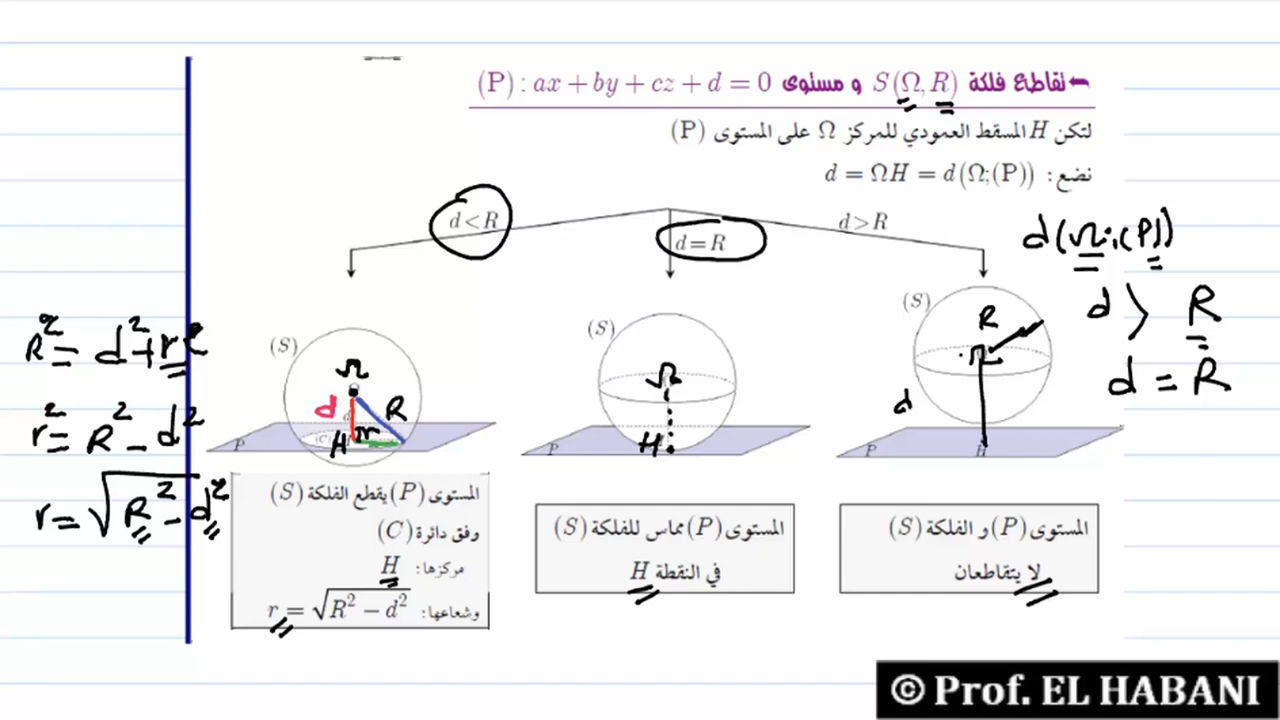 تقاطع فلكة S(Ω, R) و مستوى (P) : ax + by + cz + d = 0
لتكن H المسقط العمودي للمركز Ω على المستوى (P)
نضع : d = ΩH = d(Ω;(P))
d < R
d = R
d > R
d(Ω;(P))
d > R
d = R
(S)
R
Ω
d
P
H
المستوى (P) و الفلكة (S)
لا يتقاطعان
(S)
Ω
H
P
المستوى (P) مماس للفلكة (S)
في النقطة H
(S)
Ω
d
R
H
r
(C)
P
المستوى (P) يقطع الفلكة (S)
وفق دائرة (C)
مركزها : H
وشعاعها : r = √R² − d²
R² = d² + r²
r² = R² − d²
r = √R² − d²
© Prof. EL HABANI